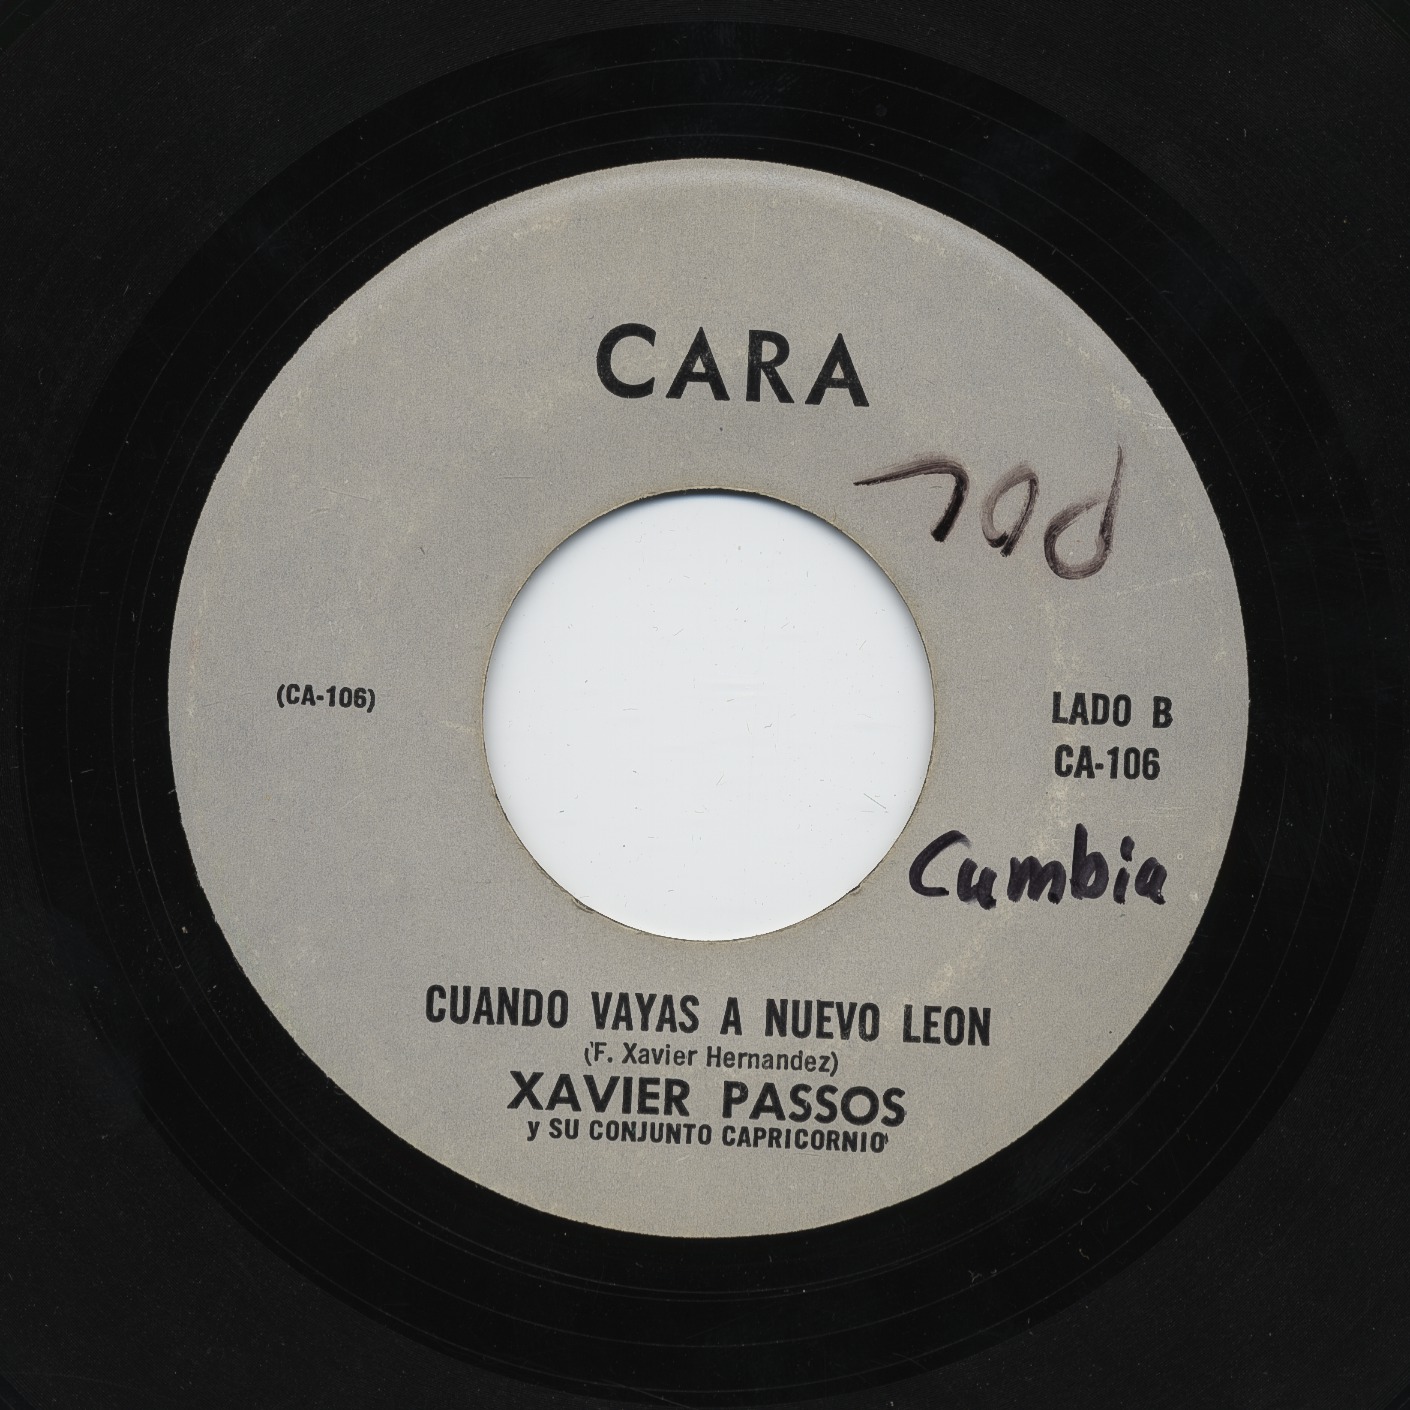 CARA
(CA-106)
LADO B
CA-106
Cumbia
CUANDO VAYAS A NUEVO LEON
(F. Xavier Hernandez)
XAVIER PASSOS
y SU CONJUNTO CAPRICORNIO